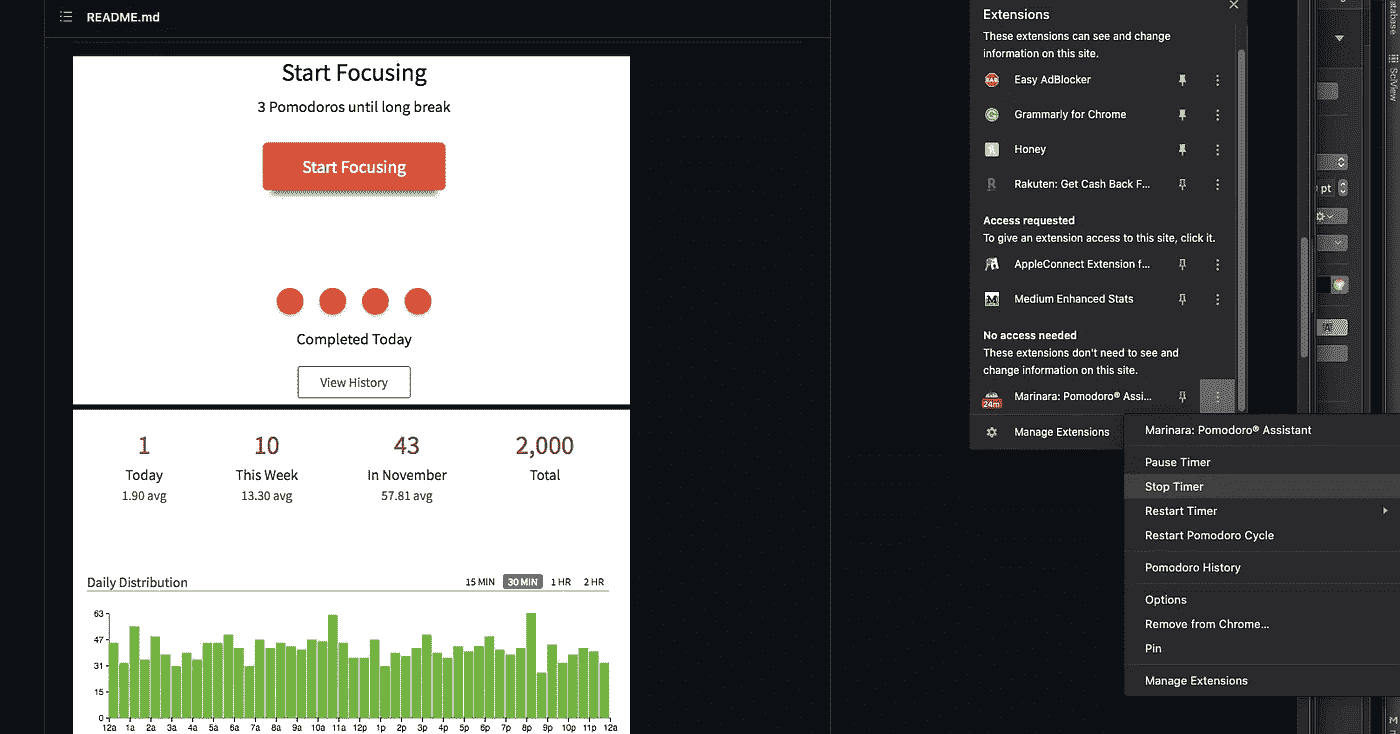 README.md
Start Focusing
3 Pomodoros until long break
Start Focusing
Completed Today
View History
1 10 43 2,000
Today This Week In November Total
1.90 avg 13.30 avg 57.81 avg
Daily Distribution 15 MIN 30 MIN 1 HR 2 HR
63
47
31
15
0
12a 1a 2a 3a 4a 5a 6a 7a 8a 9a 10a 11a 12p 1p 2p 3p 4p 5p 6p 7p 8p 9p 10p 11p 12a
Extensions
These extensions can see and change
information on this site.
Easy AdBlocker
Grammarly for Chrome
Honey
Rakuten: Get Cash Back F...
Access requested
To give an extension access to this site, click it.
AppleConnect Extension f...
Medium Enhanced Stats
No access needed
These extensions don't need to see and
change information on this site.
24m
Marinara: Pomodoro® Assi...
Manage Extensions
Marinara: Pomodoro® Assistant
Pause Timer
Stop Timer
Restart Timer
Restart Pomodoro Cycle
Pomodoro History
Options
Remove from Chrome...
Pin
Manage Extensions
pt
SciView